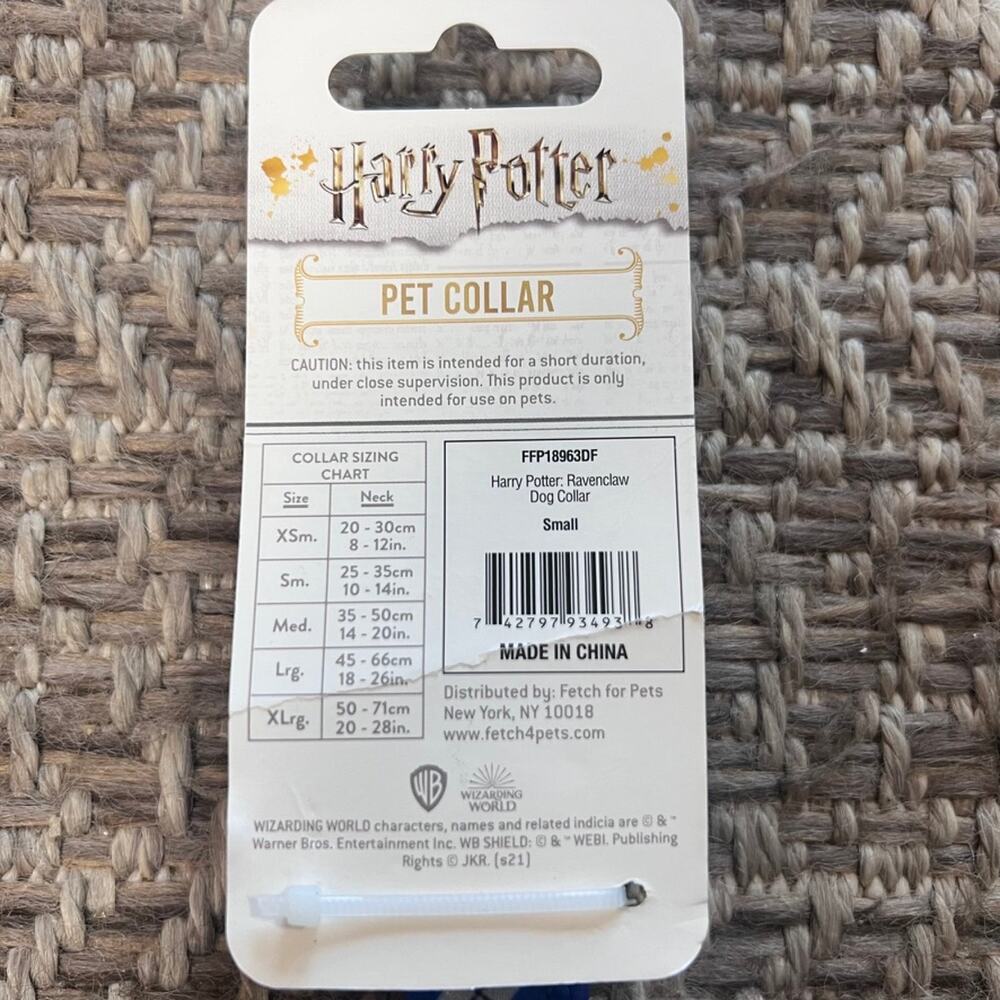 Harry Potter
PET COLLAR
CAUTION: this item is intended for a short duration,
under close supervision. This product is only
intended for use on pets.
COLLAR SIZING
CHART
Size Neck
XSm. 20 - 30cm
8 - 12in.
Sm. 25 - 35cm
10 - 14in.
Med. 35 - 50cm
14 - 20in.
Lrg. 45 - 66cm
18 - 26in.
XLrg. 50 - 71cm
20 - 28in.
FFP18963DF
Harry Potter: Ravenclaw
Dog Collar
Small
7 42797 93493 8
MADE IN CHINA
Distributed by: Fetch for Pets
New York, NY 10018
www.fetch4pets.com
WB
WIZARDING
WORLD
WIZARDING WORLD characters, names and related indicia are © & ™
Warner Bros. Entertainment Inc. WB SHIELD: © & ™ WBEI. Publishing
Rights © JKR. (s21)